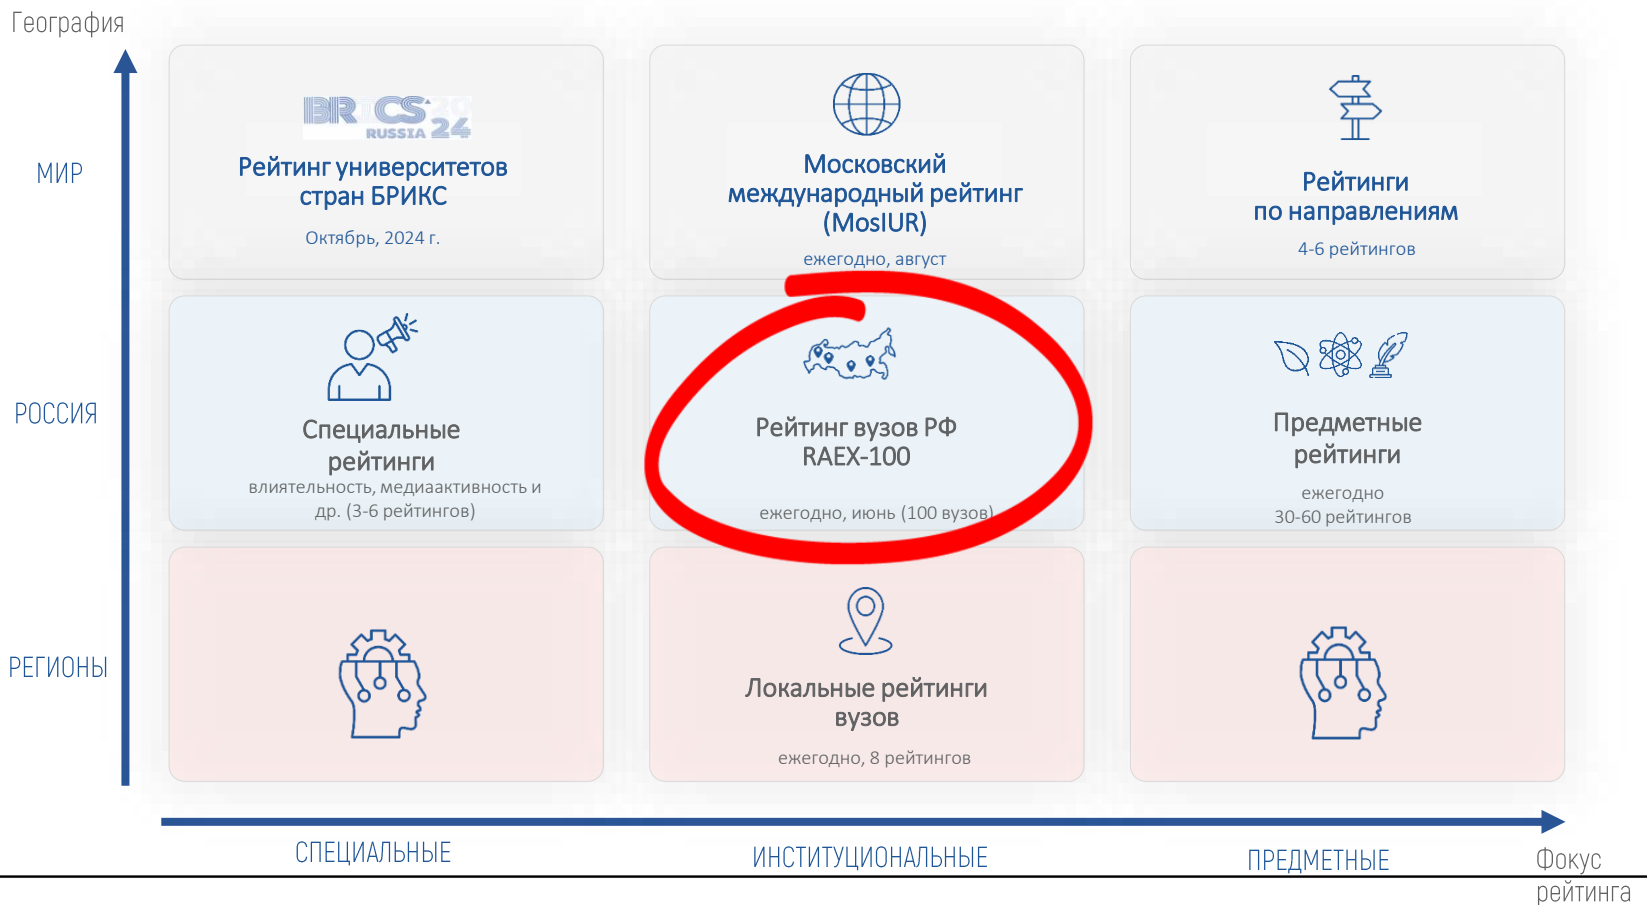 География
МИР
BRICS 2024
RUSSIA
Рейтинг университетов
стран БРИКС
Октябрь, 2024 г.
Московский
международный рейтинг
(MosIUR)
ежегодно, август
Рейтинги
по направлениям
4-6 рейтингов
РОССИЯ
Специальные
рейтинги
влиятельность, медиаактивность и
др. (3-6 рейтингов)
Рейтинг вузов РФ
RAEX-100
ежегодно, июнь (100 вузов)
Предметные
рейтинги
ежегодно
30-60 рейтингов
РЕГИОНЫ
Локальные рейтинги
вузов
ежегодно, 8 рейтингов
СПЕЦИАЛЬНЫЕ
ИНСТИТУЦИОНАЛЬНЫЕ
ПРЕДМЕТНЫЕ
Фокус
рейтинга